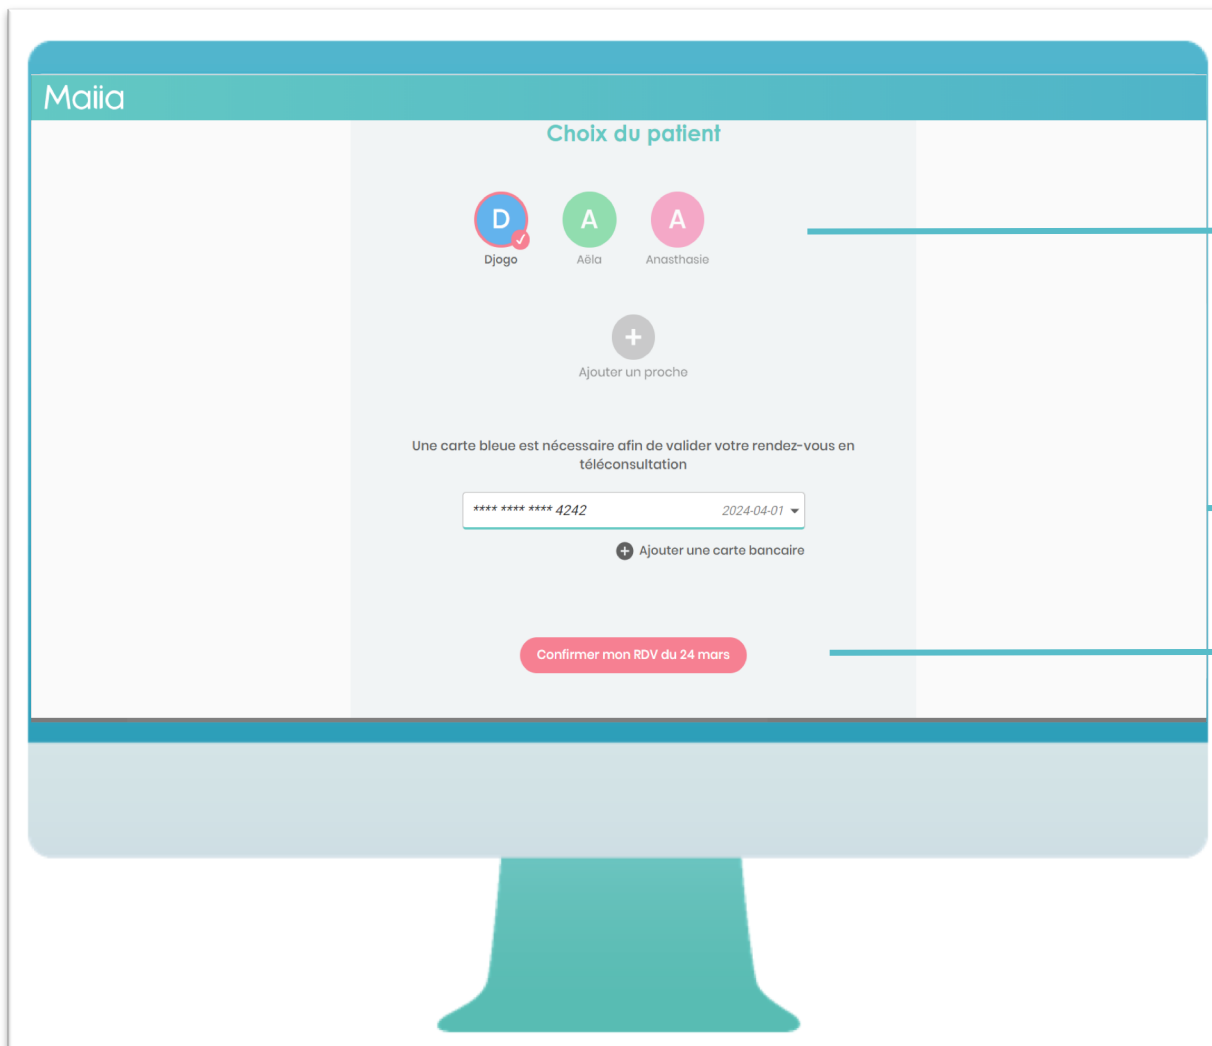 Maiia
Choix du patient
D A A
Djogo Aëla Anasthasie
+
Ajouter un proche
Une carte bleue est nécessaire afin de valider votre rendez-vous en
téléconsultation
**** **** **** 4242 2024-04-01
+ Ajouter une carte bancaire
Confirmer mon RDV du 24 mars